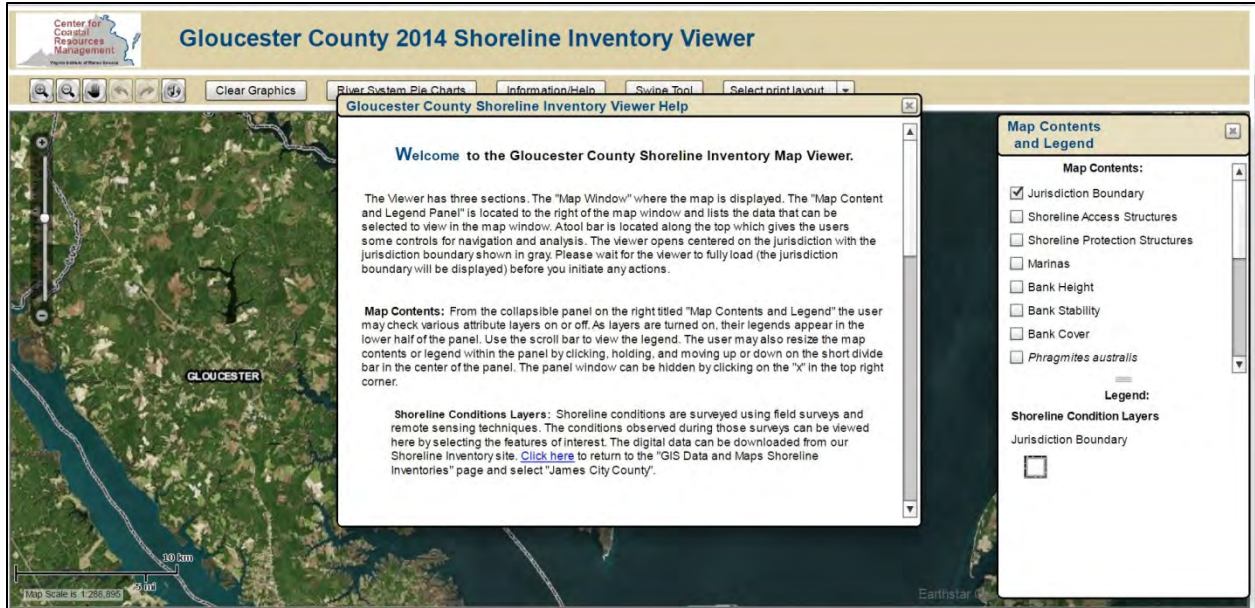 Center for
Coastal
Resources
Management
Virginia Institute of Marine Science
Gloucester County 2014 Shoreline Inventory Viewer
Clear Graphics
River System Pie Charts
Information/Help
Swipe Tool
Select print layout
Gloucester County Shoreline Inventory Viewer Help
Welcome to the Gloucester County Shoreline Inventory Map Viewer.
The Viewer has three sections. The "Map Window" where the map is displayed. The "Map Content
and Legend Panel" is located to the right of the map window and lists the data that can be
selected to view in the map window. Atool bar is located along the top which gives the users
some controls for navigation and analysis. The viewer opens centered on the jurisdiction with the
jurisdiction boundary shown in gray. Please wait for the viewer to fully load (the jurisdiction
boundary will be displayed) before you initiate any actions.
Map Contents: From the collapsible panel on the right titled "Map Contents and Legend" the user
may check various attribute layers on or off. As layers are turned on, their legends appear in the
lower half of the panel. Use the scroll bar to view the legend. The user may also resize the map
contents or legend within the panel by clicking, holding, and moving up or down on the short divide
bar in the center of the panel. The panel window can be hidden by clicking on the "x" in the top right
corner.
Shoreline Conditions Layers: Shoreline conditions are surveyed using field surveys and
remote sensing techniques. The conditions observed during those surveys can be viewed
here by selecting the features of interest. The digital data can be downloaded from our
Shoreline Inventory site. Click here to return to the "GIS Data and Maps Shoreline
Inventories" page and select "James City County".
Map Contents
and Legend
Map Contents:
Jurisdiction Boundary
Shoreline Access Structures
Shoreline Protection Structures
Marinas
Bank Height
Bank Stability
Bank Cover
Phragmites australis
Legend:
Shoreline Condition Layers
Jurisdiction Boundary
GLOUCESTER
10 km
5 mi
Map Scale is 1:288,895
Earthstar